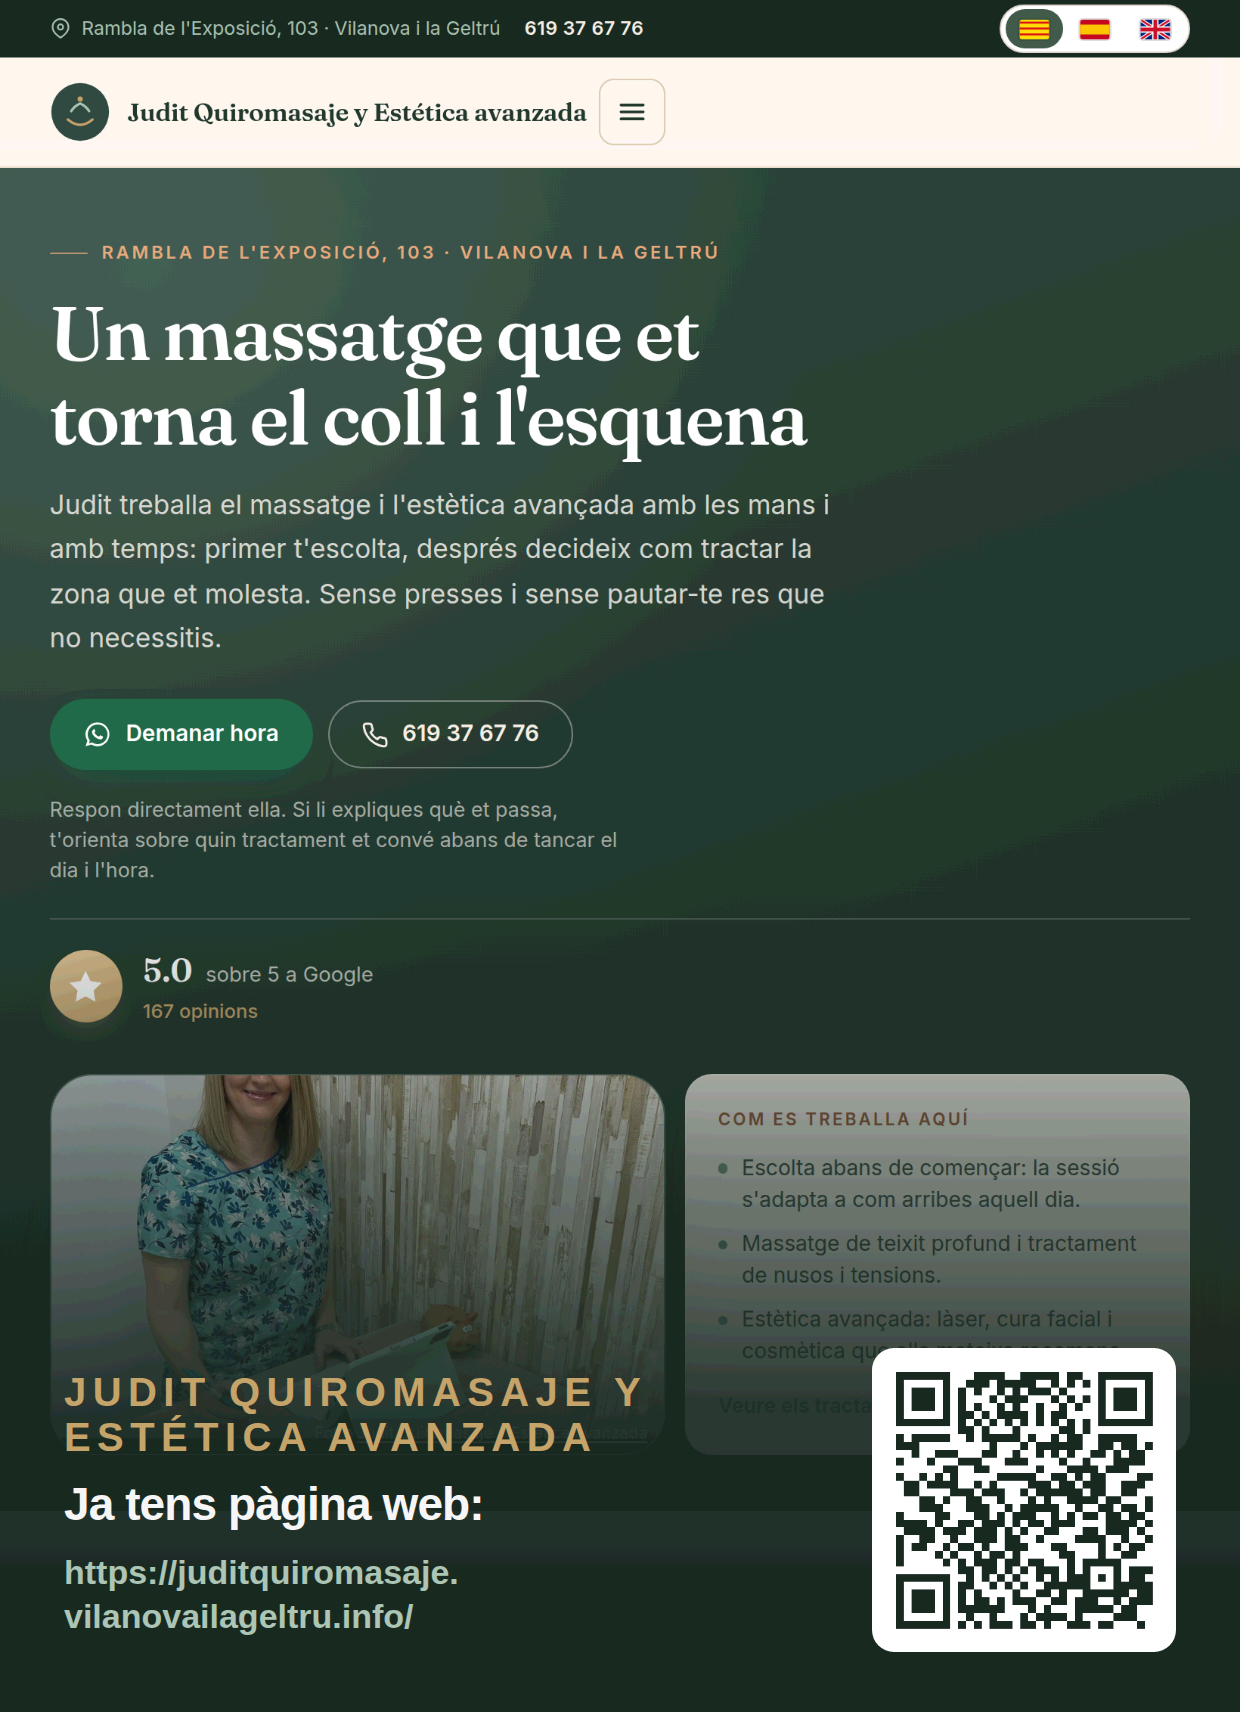 Rambla de l'Exposició, 103 · Vilanova i la Geltrú 619 37 67 76
Judit Quiromasaje y Estética avanzada
RAMBLA DE L'EXPOSICIÓ, 103 · VILANOVA I LA GELTRÚ
Un massatge que et
torna el coll i l'esquena
Judit treballa el massatge i l'estètica avançada amb les mans i
amb temps: primer t'escolta, després decideix com tractar la
zona que et molesta. Sense presses i sense pautar-te res que
no necessitis.
Demanar hora
619 37 67 76
Respon directament ella. Si li expliques què et passa,
t'orienta sobre quin tractament et convé abans de tancar el
dia i l'hora.
5.0 sobre 5 a Google
167 opinions
COM ES TREBALLA AQUÍ
Escolta abans de començar: la sessió
s'adapta a com arribes aquell dia.
Massatge de teixit profund i tractament
de nusos i tensions.
Estètica avançada: làser, cura facial i
cosmètica
Veure els
JUDIT QUIROMASAJE Y
ESTÉTICA AVANZADA
Ja tens pàgina web:
https://juditquiromasaje.
vilanovailageltru.info/